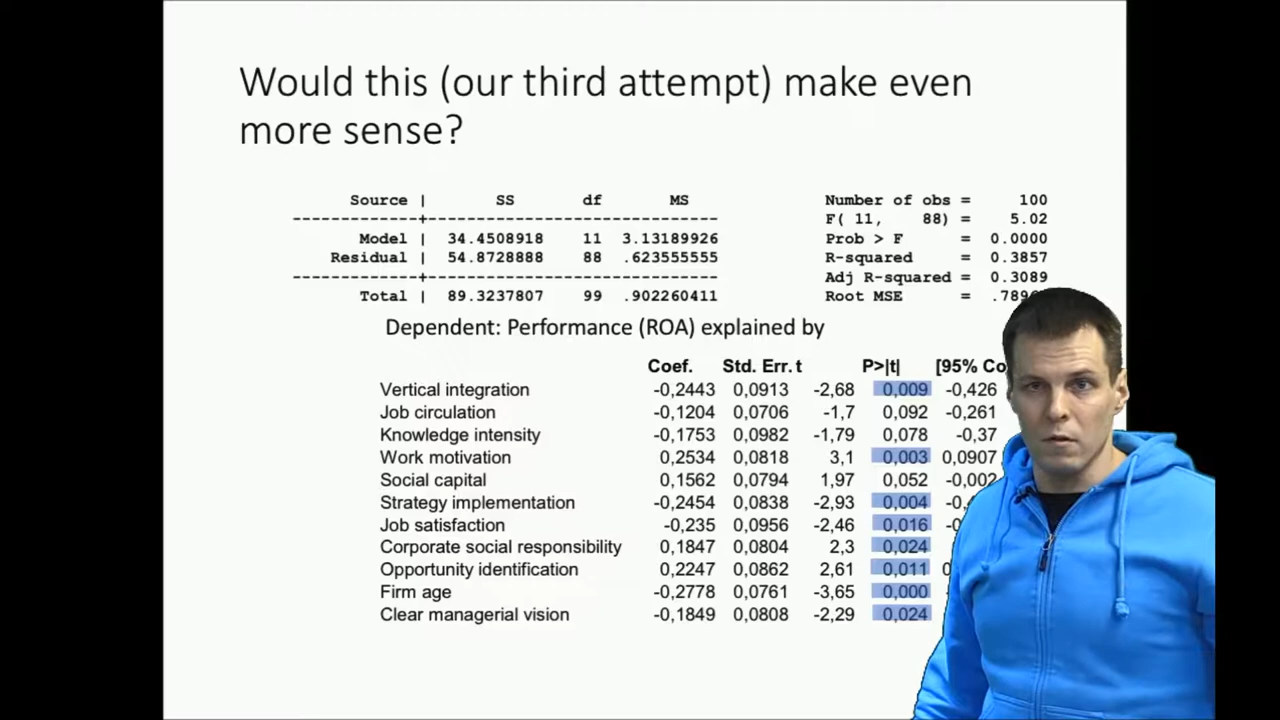 Would this (our third attempt) make even
more sense?
Source | SS df MS Number of obs = 100
-------------+------------------------------ F( 11, 88) = 5.02
Model | 34.4508918 11 3.13189926 Prob > F = 0.0000
Residual | 54.8728888 88 .623555555 R-squared = 0.3857
-------------+------------------------------ Adj R-squared = 0.3089
Total | 89.3237807 99 .902260411 Root MSE =
Dependent: Performance (ROA) explained by
Coef. Std. Err. t P>|t| [95%
Vertical integration -0,2443 0,0913 -2,68 0,009 -0,426
Job circulation -0,1204 0,0706 -1,7 0,092 -0,261
Knowledge intensity -0,1753 0,0982 -1,79 0,078 -0,37
Work motivation 0,2534 0,0818 3,1 0,003 0,0907
Social capital 0,1562 0,0794 1,97 0,052 -0,002
Strategy implementation -0,2454 0,0838 -2,93 0,004
Job satisfaction -0,235 0,0956 -2,46 0,016
Corporate social responsibility 0,1847 0,0804 2,3 0,024
Opportunity identification 0,2247 0,0862 2,61 0,011
Firm age -0,2778 0,0761 -3,65 0,000
Clear managerial vision -0,1849 0,0808 -2,29 0,024